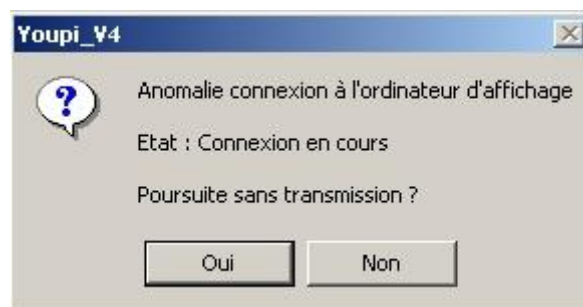 Youpi_V4
Anomalie connexion à l'ordinateur d'affichage
Etat : Connexion en cours
Poursuite sans transmission ?
Oui
Non